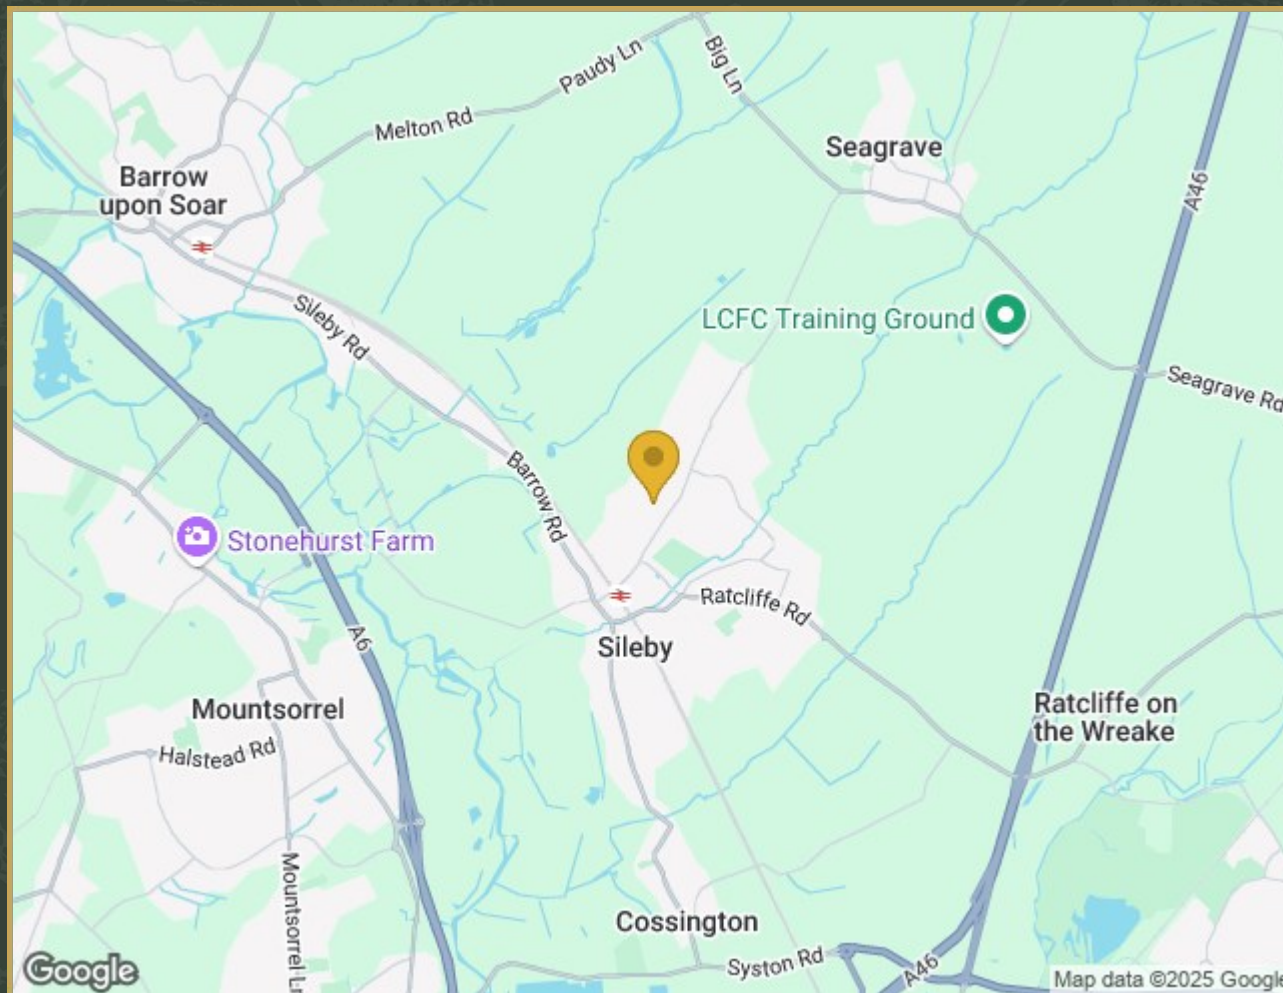 Paudy Ln
Big Ln
Melton Rd
Seagrave
Barrow
upon Soar
A46
LCFC Training Ground
Sileby Rd
Seagrave Rd
Barrow Rd
Stonehurst Farm
Ratcliffe Rd
A6
Sileby
Mountsorrel
Ratcliffe on
the Wreake
Halstead Rd
Mountsorrel Ln
Cossington
Syston Rd
A46
Google
Map data ©2025 Google